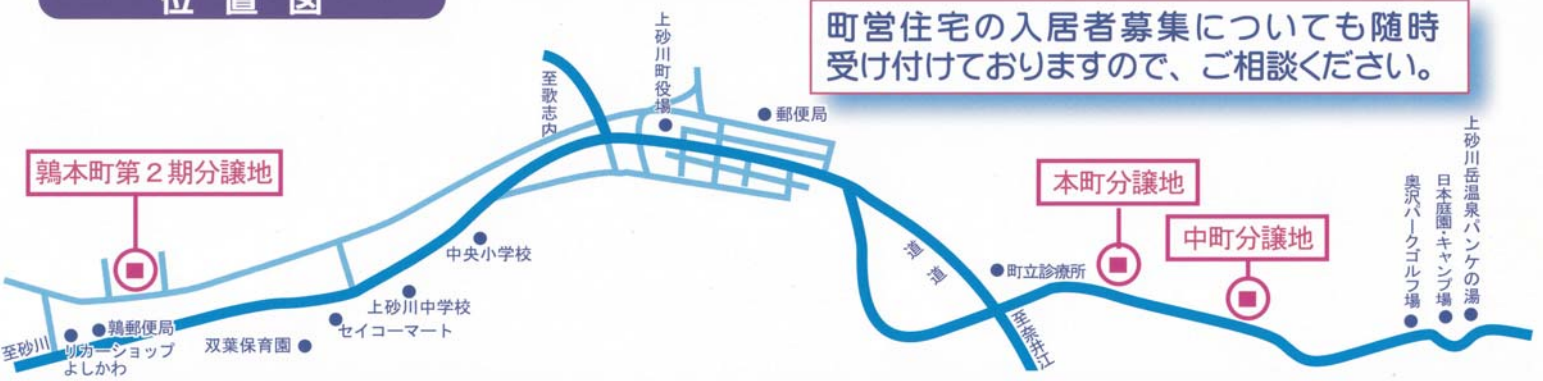 位置図
町営住宅の入居者募集についても随時
受け付けておりますので、ご相談ください。
至歌志内
上砂川町役場
郵便局
鶉本町第2期分譲地
中央小学校
上砂川中学校
セイコーマート
双葉保育園
鶉郵便局
リカーショップ
よしかわ
至砂川
道道
町立診療所
至奈井江
本町分譲地
中町分譲地
奥沢パークゴルフ場
日本庭園・キャンプ場
上砂川岳温泉パンケの湯